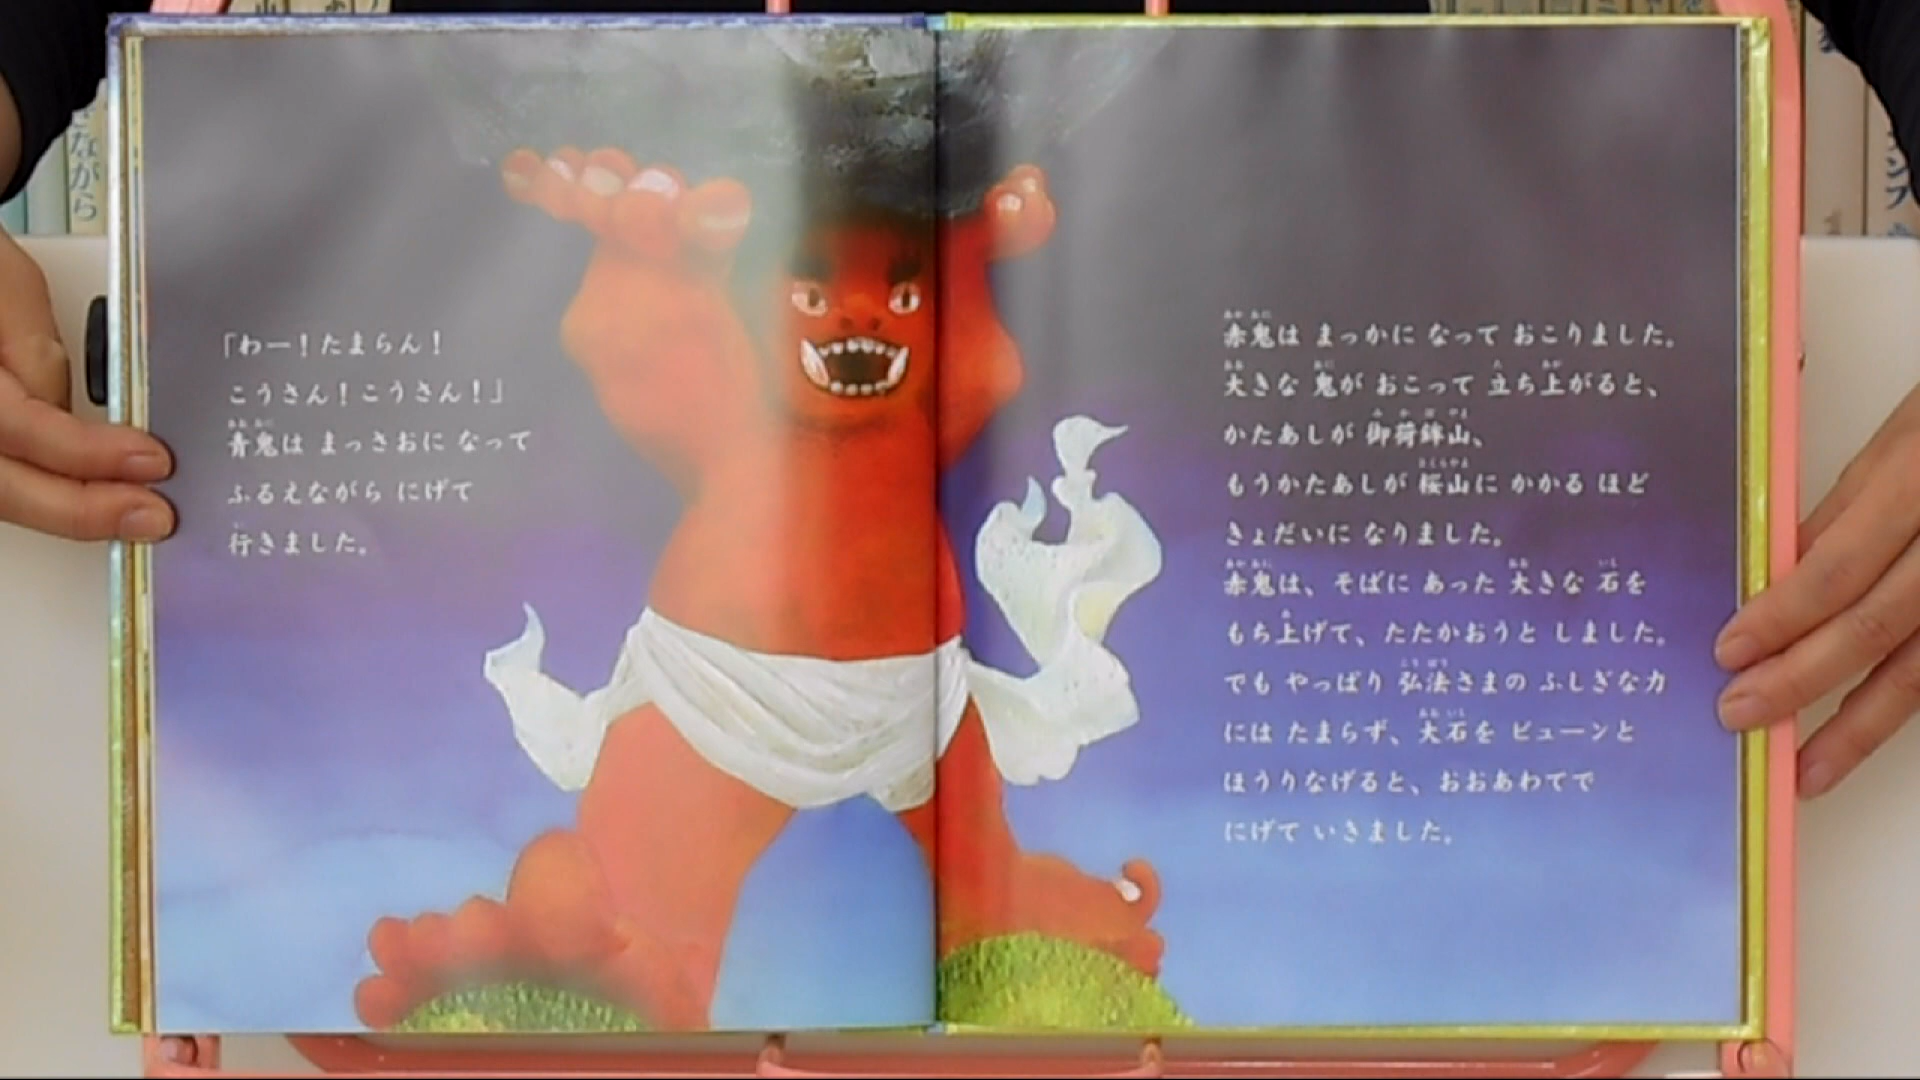 「わー！たまらん！
こうさん！こうさん！」
青鬼は まっさおに なって
ふるえながら にげて
行きました。
赤鬼は まっかに なって おこりました。
大きな 鬼が おこって 立ち上がると、
かたあしが 御荷鉾山、
もうかたあしが 桜山に かかる ほど
きょだいに なりました。
赤鬼は、そばに あった 大きな 石を
もち上げて、たたかおうと しました。
でも やっぱり 弘法さまの ふしぎな力
には たまらず、大石を ビューンと
ほうりなげると、おおあわてで
にげて いきました。